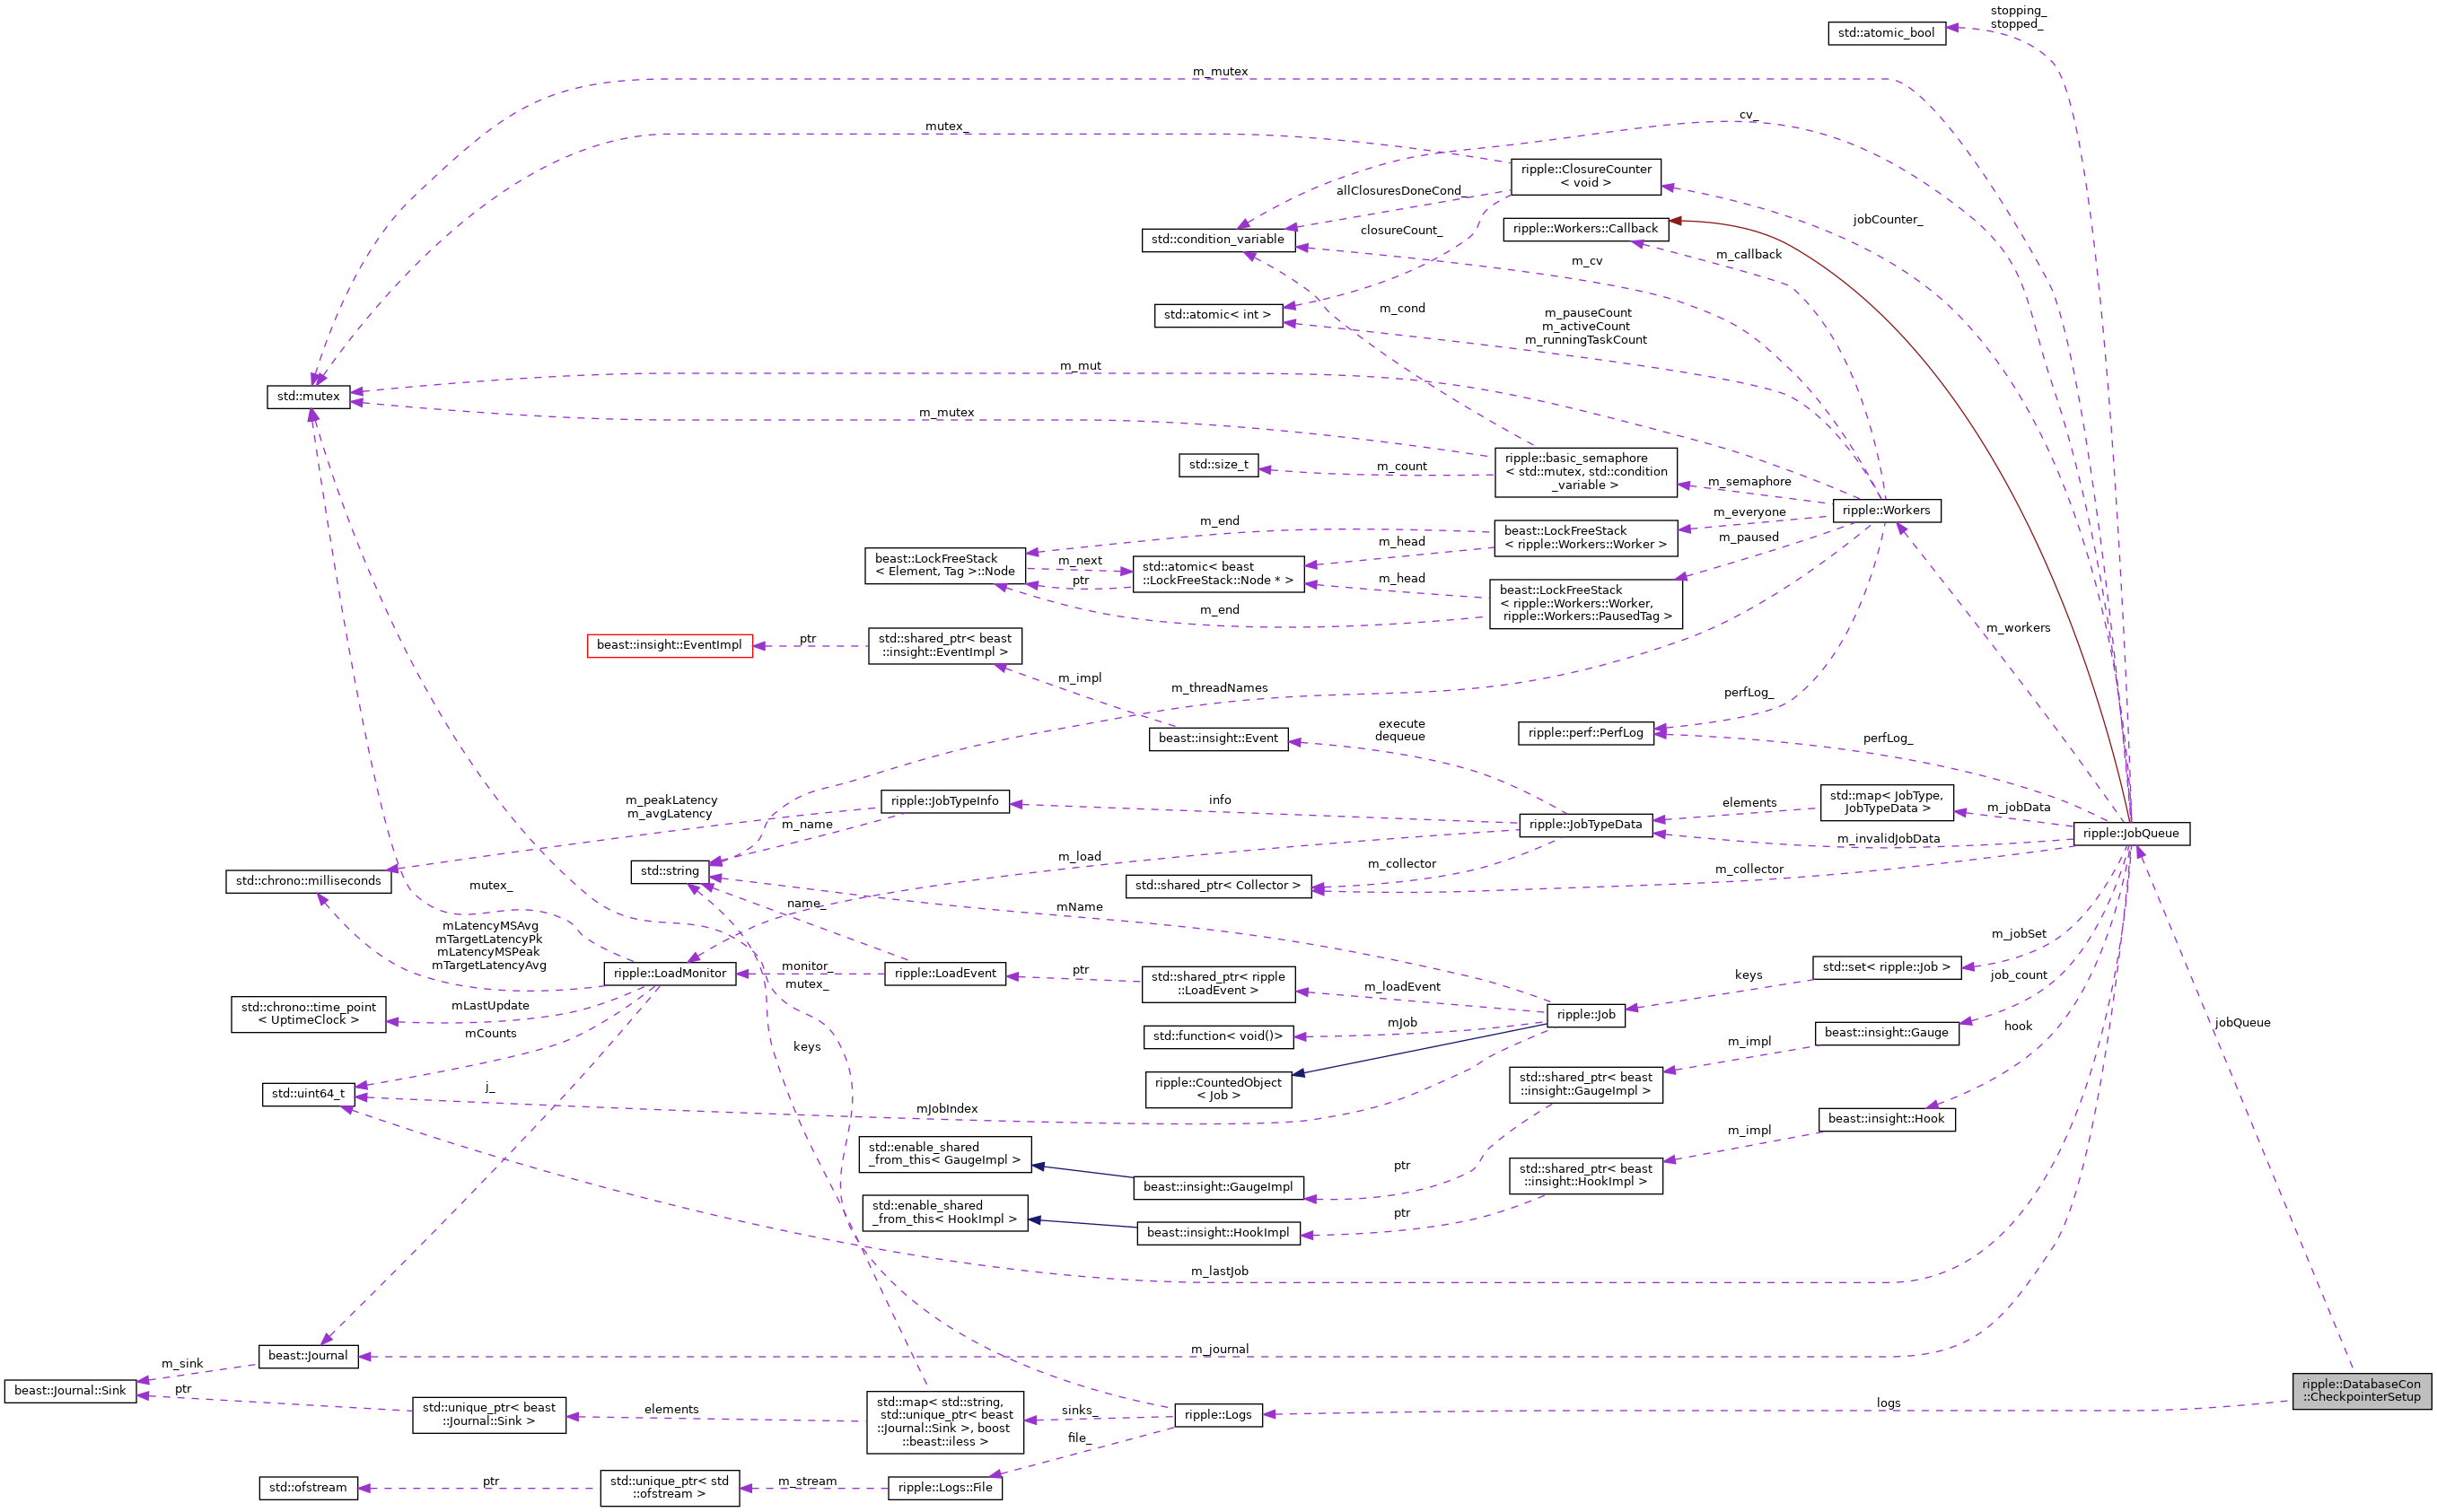 stopping_
stopped_
std::atomic_bool
m_mutex
cv_
mutex_
ripple::ClosureCounter
< void >
allClosuresDoneCond_
jobCounter_
ripple::Workers::Callback
closureCount_
std::condition_variable
m_callback
m_cv
m_cond
std::atomic< int >
m_pauseCount
m_activeCount
m_runningTaskCount
m_mut
std::mutex
m_mutex
ripple::basic_semaphore
< std::mutex, std::condition
_variable >
std::size_t
m_count
m_semaphore
ripple::Workers
m_everyone
m_end
beast::LockFreeStack
< ripple::Workers::Worker >
m_paused
m_head
beast::LockFreeStack
< Element, Tag >::Node
m_next
ptr
std::atomic< beast
::LockFreeStack::Node * >
m_head
beast::LockFreeStack
< ripple::Workers::Worker,
ripple::Workers::PausedTag >
m_end
m_workers
beast::insight::EventImpl
ptr
std::shared_ptr< beast
::insight::EventImpl >
m_impl
m_threadNames
perfLog_
execute
dequeue
beast::insight::Event
ripple::perf::PerfLog
perfLog_
m_peakLatency
m_avgLatency
ripple::JobTypeInfo
info
elements
std::map< JobType,
JobTypeData >
m_jobData
m_name
ripple::JobTypeData
ripple::JobQueue
m_invalidJobData
m_load
m_collector
m_collector
std::string
std::chrono::milliseconds
mutex_
std::shared_ptr< Collector >
name_
mName
mLatencyMSAvg
mTargetLatencyPk
mLatencyMSPeak
mTargetLatencyAvg
m_jobSet
ripple::LoadMonitor
monitor_
mutex_
ripple::LoadEvent
ptr
std::shared_ptr< ripple
::LoadEvent >
m_loadEvent
keys
std::set< ripple::Job >
job_count
std::chrono::time_point
< UptimeClock >
mLastUpdate
ripple::Job
mCounts
std::function< void()>
mJob
beast::insight::Gauge
hook
jobQueue
keys
m_impl
j_
std::uint64_t
ripple::CountedObject
< Job >
std::shared_ptr< beast
::insight::GaugeImpl >
mJobIndex
beast::insight::Hook
m_impl
std::enable_shared
_from_this< GaugeImpl >
ptr
std::shared_ptr< beast
::insight::HookImpl >
beast::insight::GaugeImpl
std::enable_shared
_from_this< HookImpl >
ptr
beast::insight::HookImpl
m_lastJob
m_journal
beast::Journal
m_sink
beast::Journal::Sink
ptr
std::unique_ptr< beast
::Journal::Sink >
elements
std::map< std::string,
std::unique_ptr< beast
::Journal::Sink >, boost
::beast::iless >
sinks_
ripple::Logs
logs
ripple::DatabaseCon
::CheckpointerSetup
file_
std::ofstream
ptr
std::unique_ptr< std
::ofstream >
m_stream
ripple::Logs::File